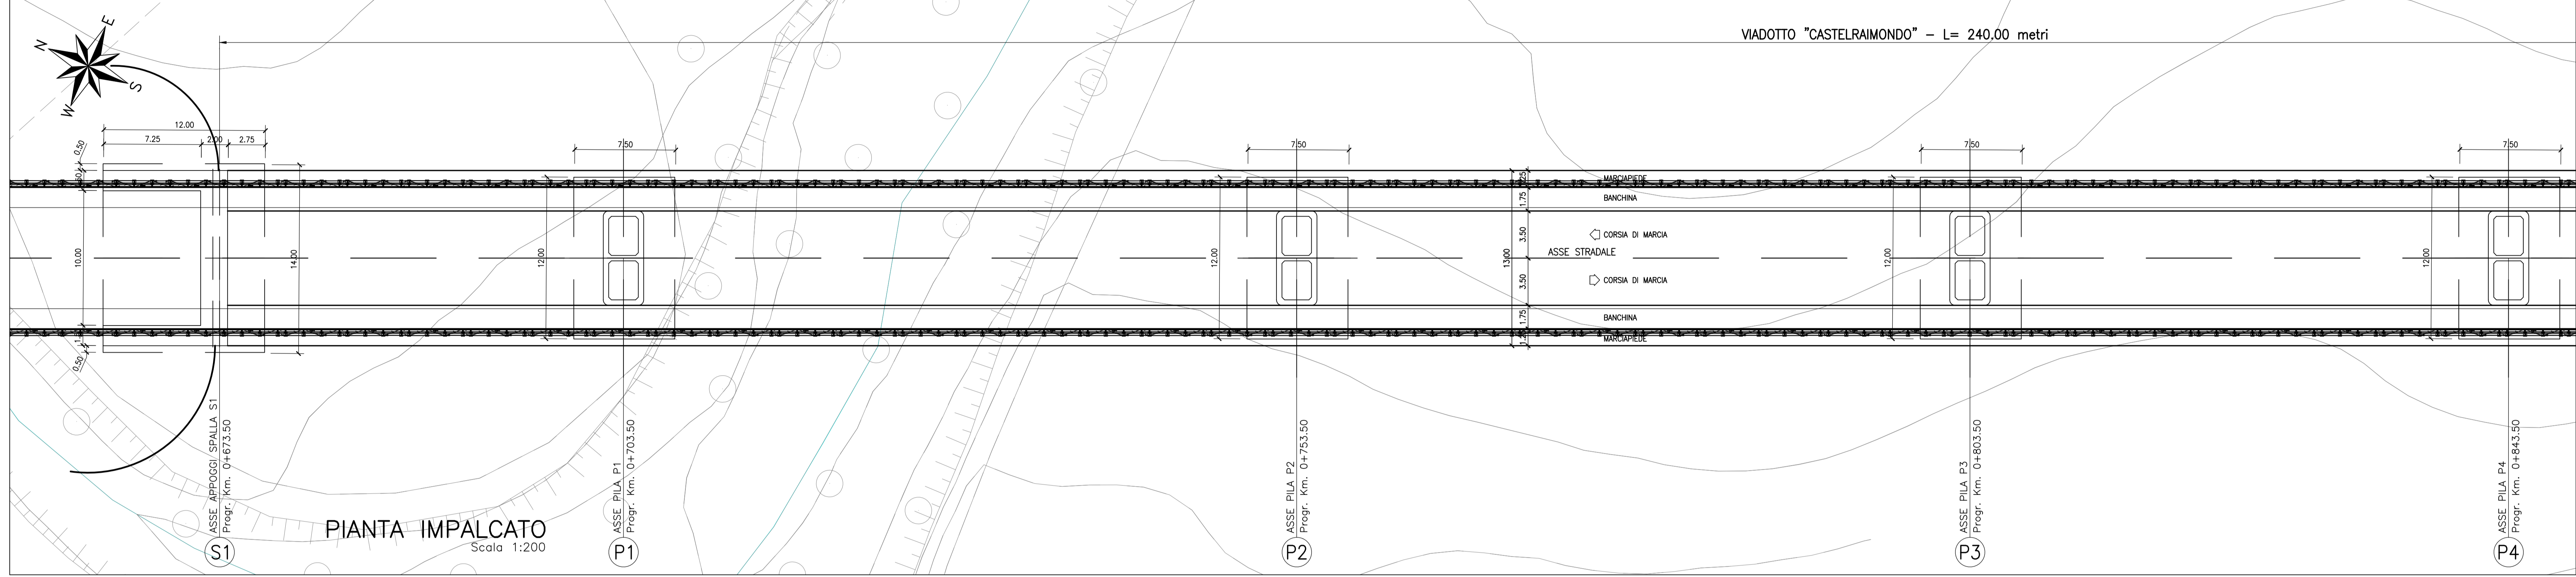 VIADOTTO "CASTELRAIMONDO" - L= 240.00 metri
N
E
S
W
12.00
7.25
2.00
2.75
0.50
10.00
14.00
0.50
7.50
12.00
7.50
12.00
7.50
12.00
7.50
12.00
13.00
1.75
3.50
3.50
1.75
MARCIAPIEDE
BANCHINA
CORSIA DI MARCIA
ASSE STRADALE
CORSIA DI MARCIA
BANCHINA
MARCIAPIEDE
ASSE APPOGGI SPALLA S1
Progr. Km. 0+673.50
ASSE PILA P1
Progr. Km. 0+703.50
ASSE PILA P2
Progr. Km. 0+753.50
ASSE PILA P3
Progr. Km. 0+803.50
ASSE PILA P4
Progr. Km. 0+843.50
PIANTA IMPALCATO
Scala 1:200
S1
P1
P2
P3
P4